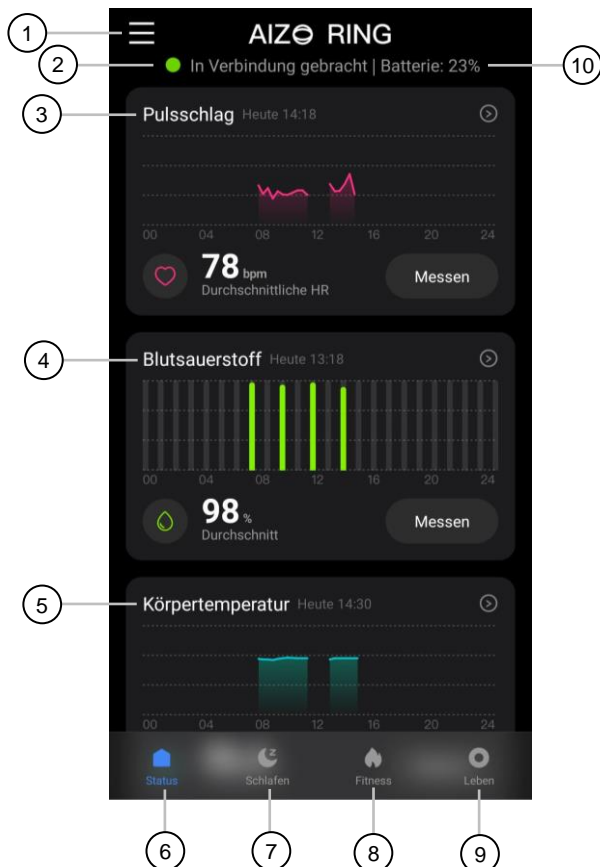 1
AIZO RING
2
In Verbindung gebracht | Batterie: 23%
10
3
Pulsschlag Heute 14:18
00 04 08 12 16 20 24
78 bpm
Durchschnittliche HR
Messen
4
Blutsauerstoff Heute 13:18
00 04 08 12 16 20 24
98 %
Durchschnitt
Messen
5
Körpertemperatur Heute 14:30
00 04 08 12 16 20 24
Status Schlafen Fitness Leben
6 7 8 9